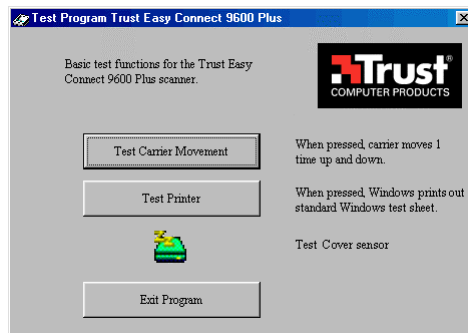 Test Program Trust Easy Connect 9600 Plus
Basic test functions for the Trust Easy
Connect 9600 Plus scanner.
Trust
COMPUTER PRODUCTS
Test Carrier Movement
When pressed, carrier moves 1
time up and down.
Test Printer
When pressed, Windows prints out
standard Windows test sheet.
Test Cover sensor
Exit Program